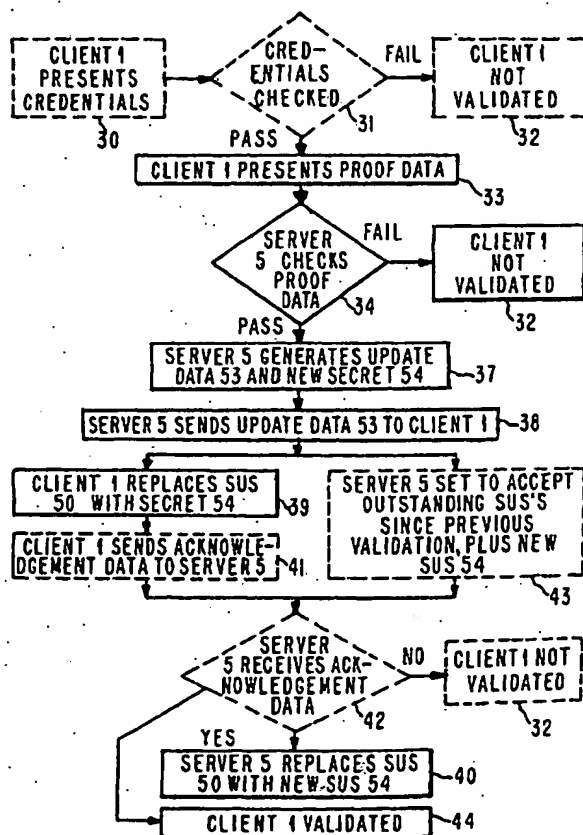 CLIENT 1
PRESENTS
CREDENTIALS
30
CRED-
ENTIALS
CHECKED
31
FAIL
CLIENT 1
NOT
VALIDATED
32
PASS
CLIENT 1 PRESENTS PROOF DATA
33
SERVER
5 CHECKS
PROOF
DATA
34
FAIL
CLIENT 1
NOT
VALIDATED
32
PASS
SERVER 5 GENERATES UPDATE
DATA 53 AND NEW SECRET 54
37
SERVER 5 SENDS UPDATE DATA 53 TO CLIENT 1
38
CLIENT 1 REPLACES SUS
50 WITH SECRET 54
39
CLIENT 1 SENDS ACKNOWLE-
DGEMENT DATA TO SERVER 5
41
SERVER 5 SET TO ACCEPT
OUTSTANDING SUS'S
SINCE PREVIOUS
VALIDATION, PLUS NEW
SUS 54
43
SERVER
5 RECEIVES ACK-
NOWLEDGEMENT
DATA
42
NO
CLIENT 1 NOT
VALIDATED
32
YES
SERVER 5 REPLACES SUS
50 WITH NEW SUS 54
40
CLIENT 1 VALIDATED
44